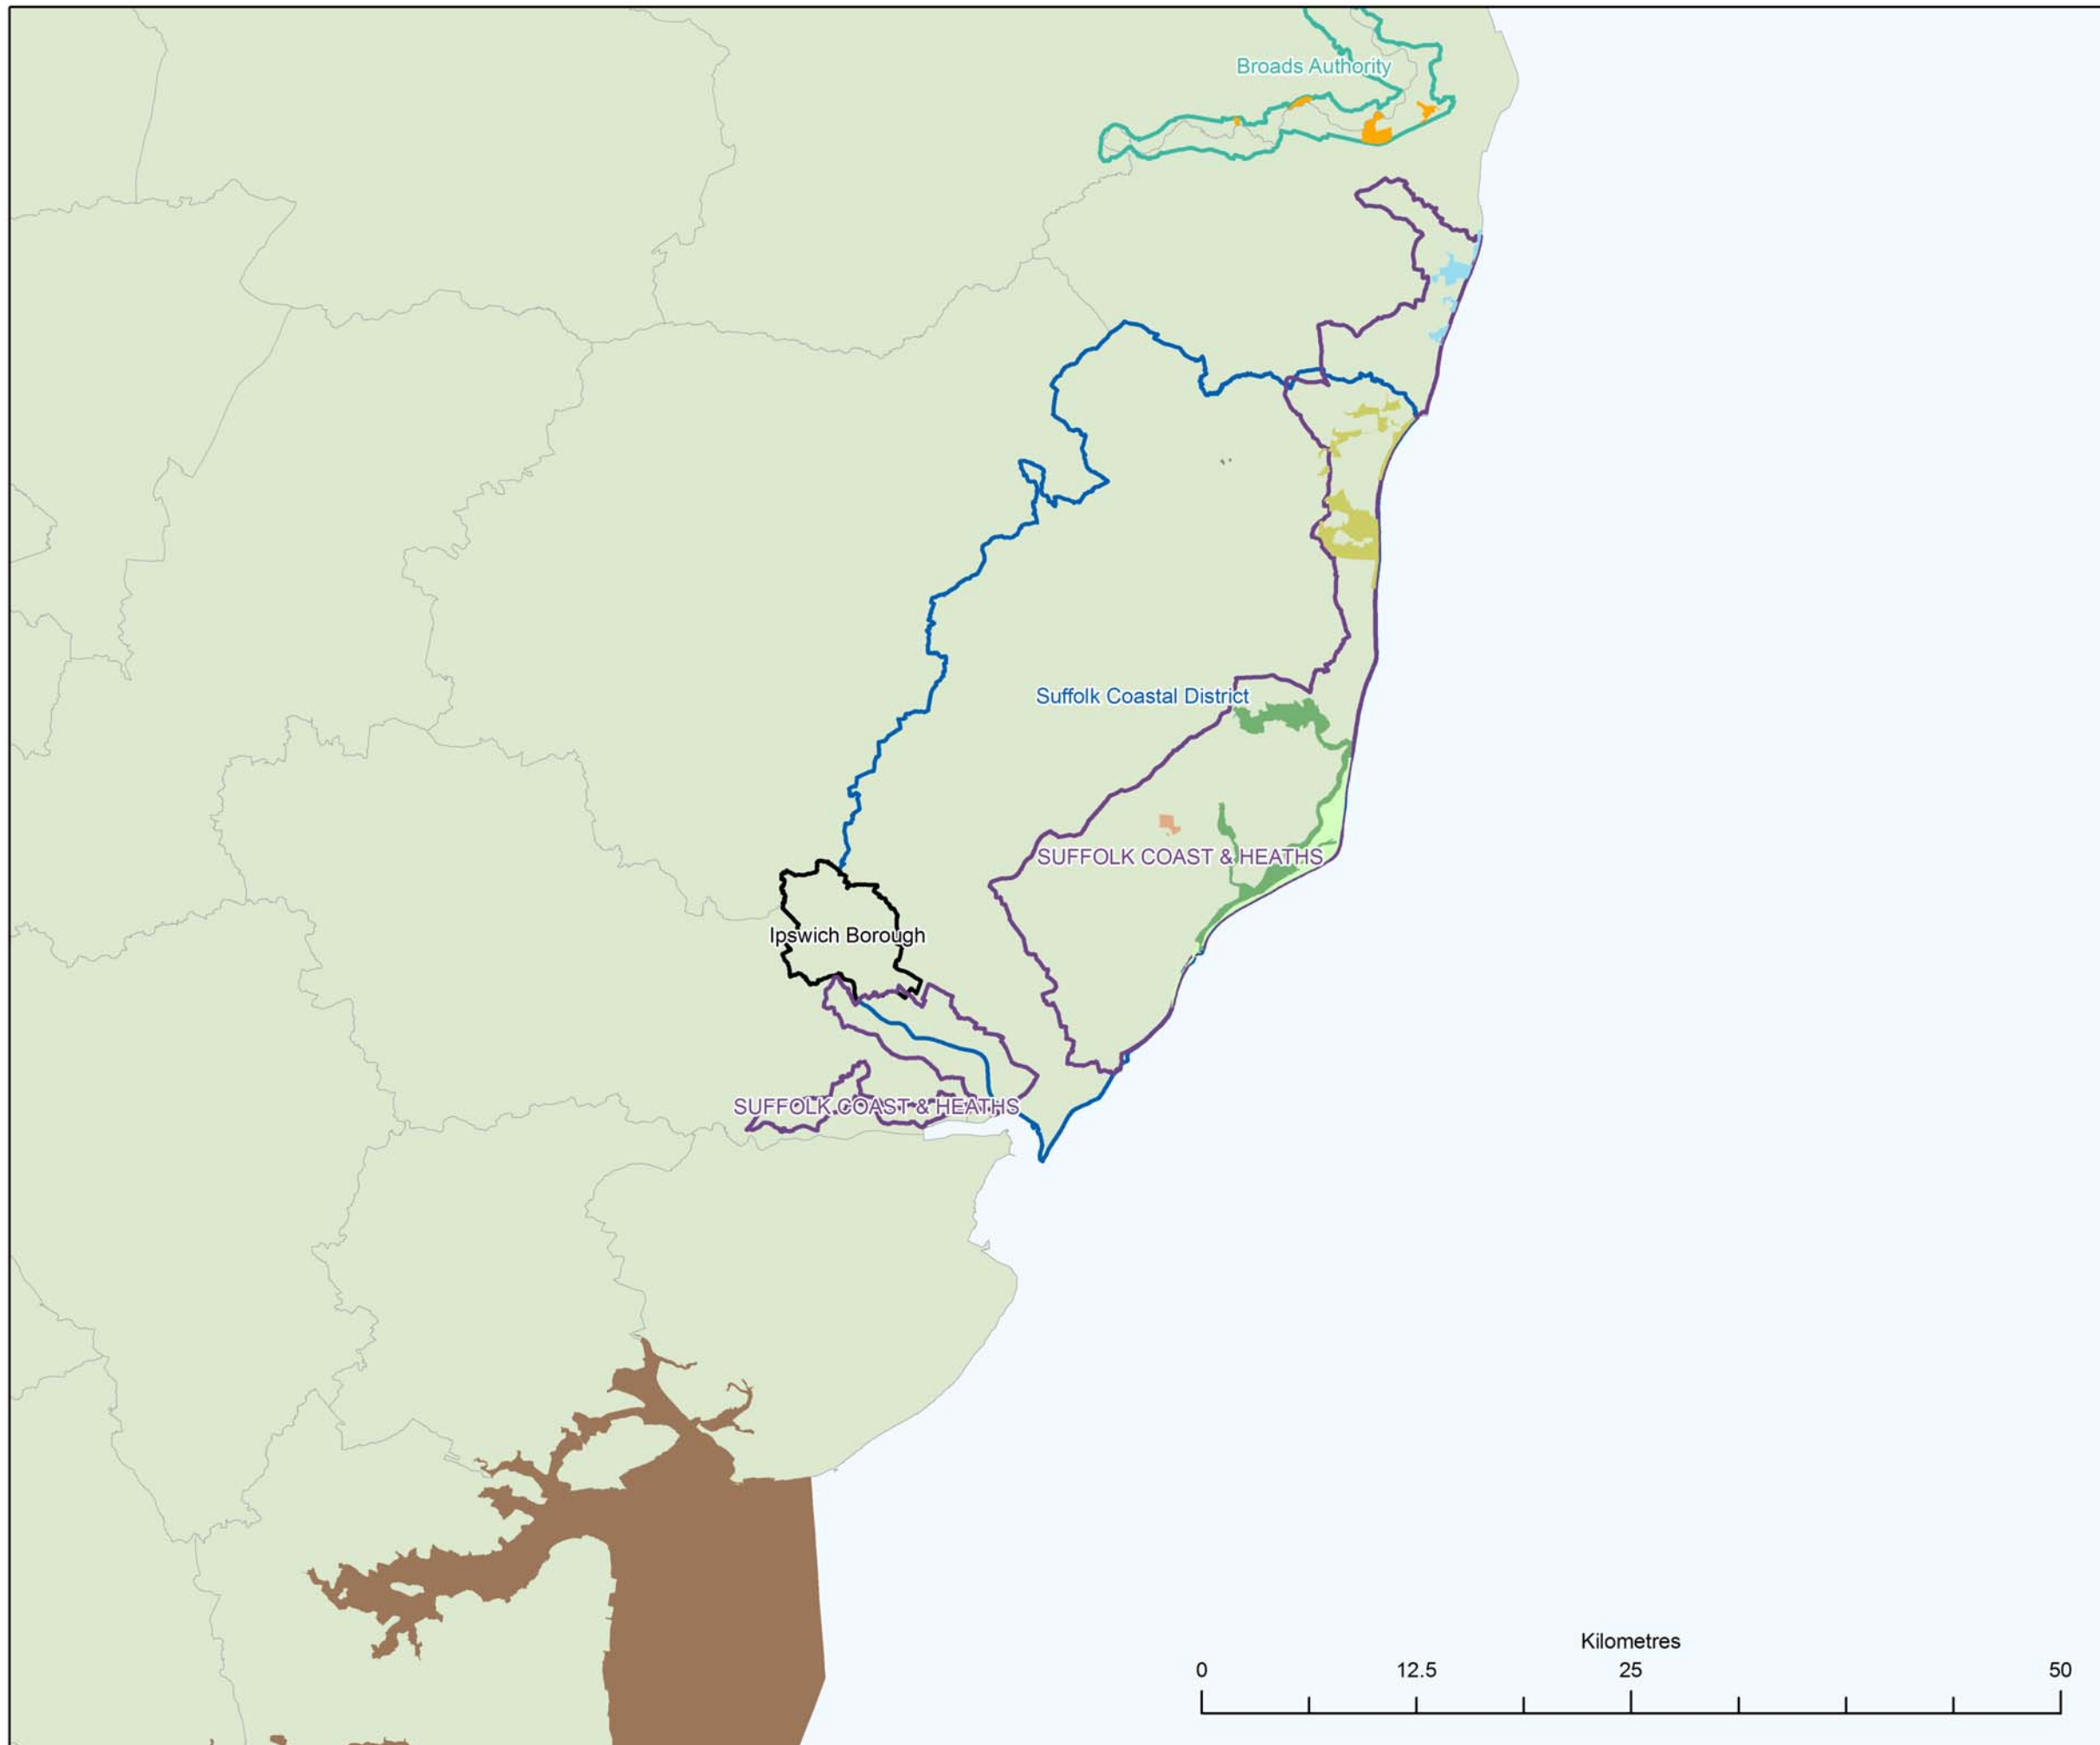 Broads Authority
Suffolk Coastal District
SUFFOLK COAST & HEATHS
Ipswich Borough
SUFFOLK COAST & HEATHS
Kilometres
0 12.5 25 50